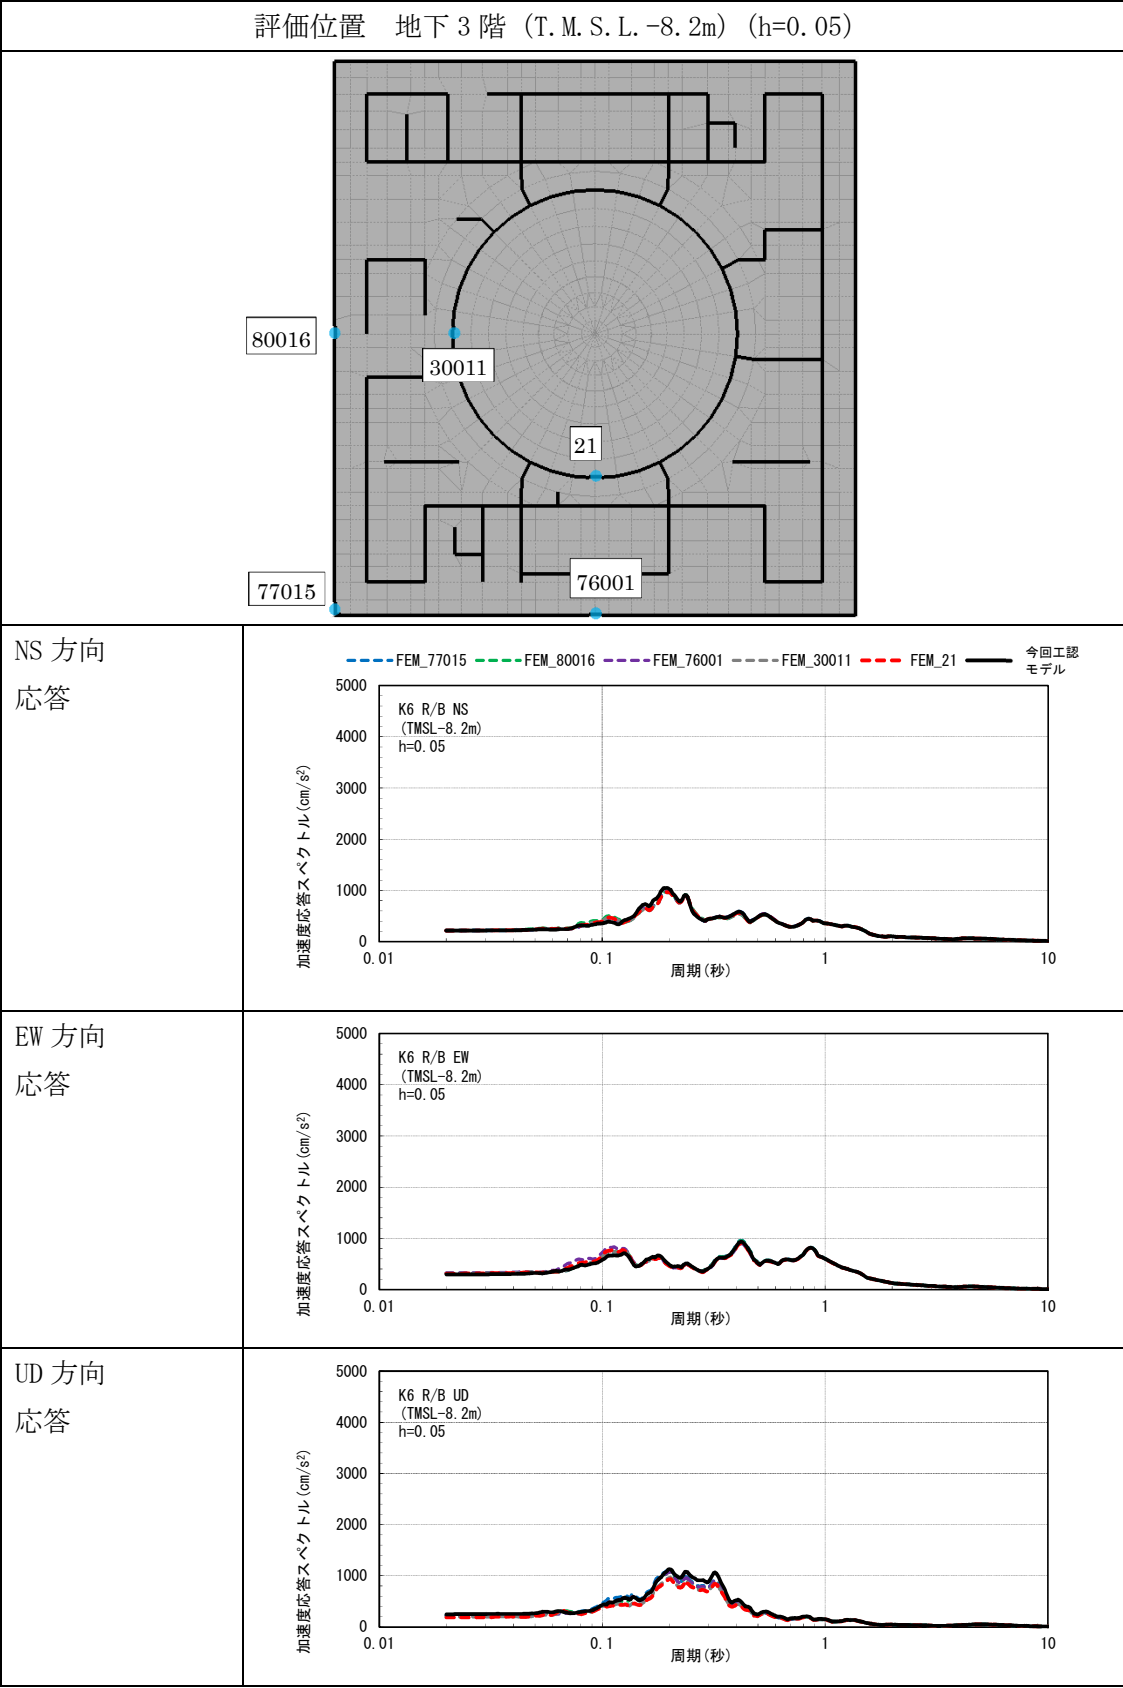 評価位置　地下3階 (T.M.S.L.-8.2m) (h=0.05)
80016
30011
21
77015
76001
NS 方向
応答
FEM_77015 FEM_80016 FEM_76001 FEM_30011 FEM_21 今回工認
モデル
K6 R/B NS
(TMSL-8.2m)
h=0.05
加速度応答スペクトル(cm/s²)
5000
4000
3000
2000
1000
0
0.01 0.1 1 10
周期(秒)
EW 方向
応答
K6 R/B EW
(TMSL-8.2m)
h=0.05
加速度応答スペクトル(cm/s²)
5000
4000
3000
2000
1000
0
0.01 0.1 1 10
周期(秒)
UD 方向
応答
K6 R/B UD
(TMSL-8.2m)
h=0.05
加速度応答スペクトル(cm/s²)
5000
4000
3000
2000
1000
0
0.01 0.1 1 10
周期(秒)